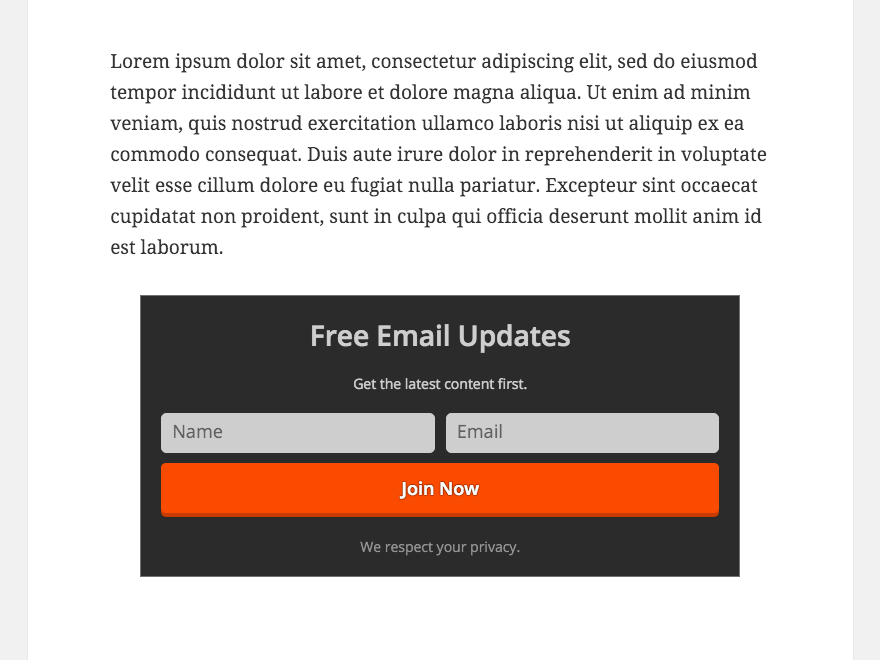 Lorem ipsum dolor sit amet, consectetur adipiscing elit, sed do eiusmod
tempor incididunt ut labore et dolore magna aliqua. Ut enim ad minim
veniam, quis nostrud exercitation ullamco laboris nisi ut aliquip ex ea
commodo consequat. Duis aute irure dolor in reprehenderit in voluptate
velit esse cillum dolore eu fugiat nulla pariatur. Excepteur sint occaecat
cupidatat non proident, sunt in culpa qui officia deserunt mollit anim id
est laborum.
Free Email Updates
Get the latest content first.
Name Email
Join Now
We respect your privacy.